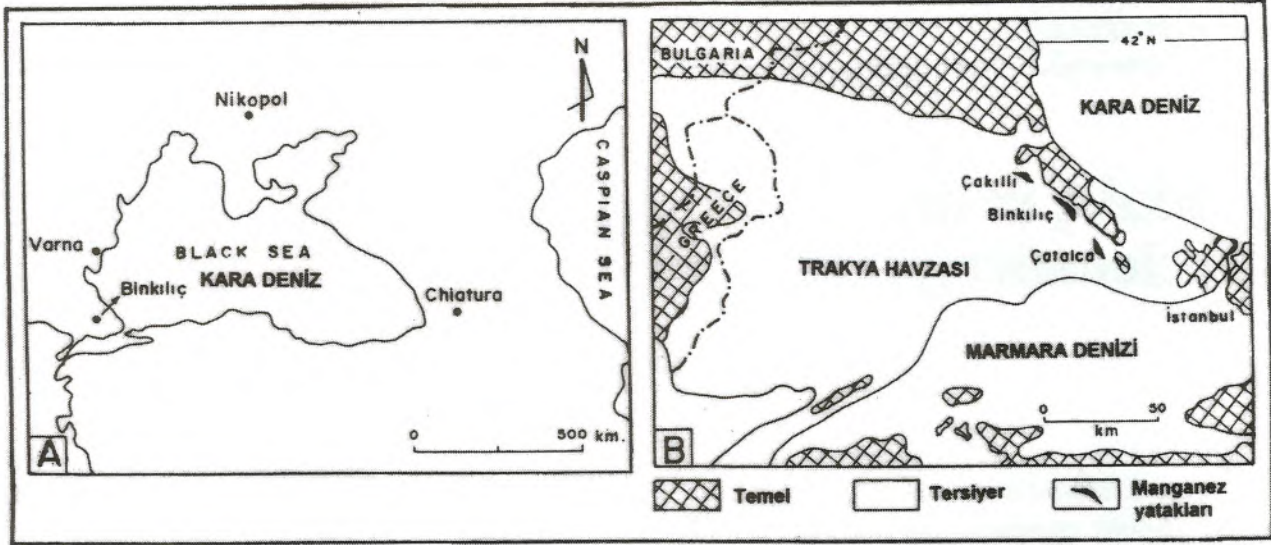 N
Nikopol
CASPIAN SEA
Varna
BLACK SEA
KARA DENİZ
Binkılıç
Chiatura
0 500 km.
A
42°N
BULGARIA
KARA DENİZ
Çakıllı
GREECE
Binkılıç
TRAKYA HAVZASI
Çatalca
İstanbul
MARMARA DENİZİ
0 50
km
B
Temel
Tersiyer
Manganez
yatakları